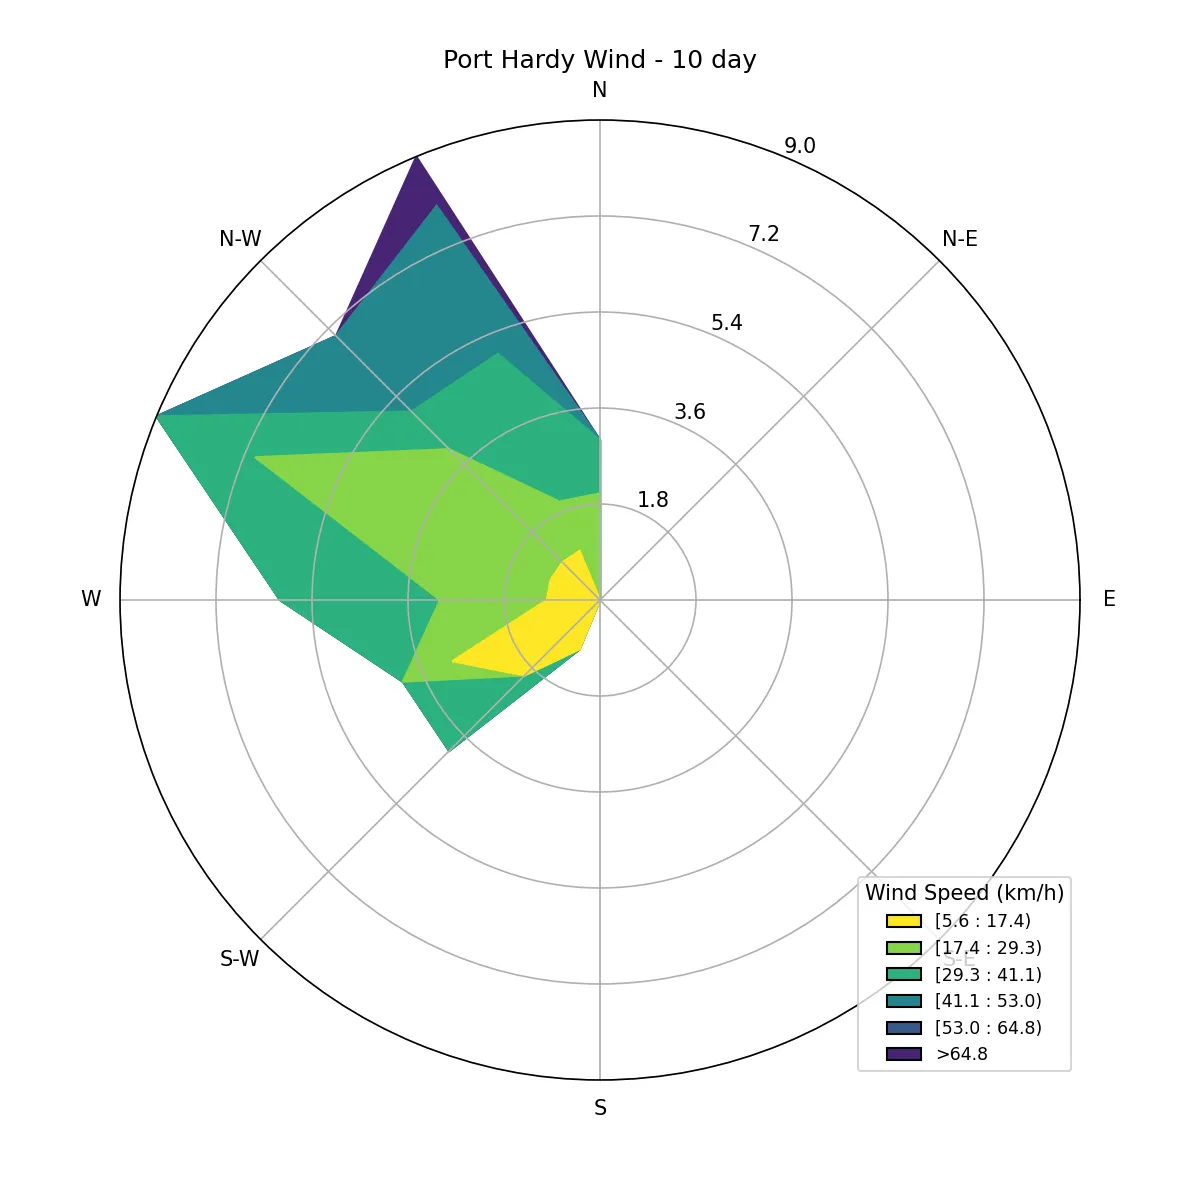 Port Hardy Wind - 10 day
N
9.0
N-W
N-E
7.2
5.4
3.6
1.8
W
E
S-W
S-E
S
Wind Speed (km/h)
[5.6 : 17.4)
[17.4 : 29.3)
[29.3 : 41.1)
[41.1 : 53.0)
[53.0 : 64.8)
>64.8